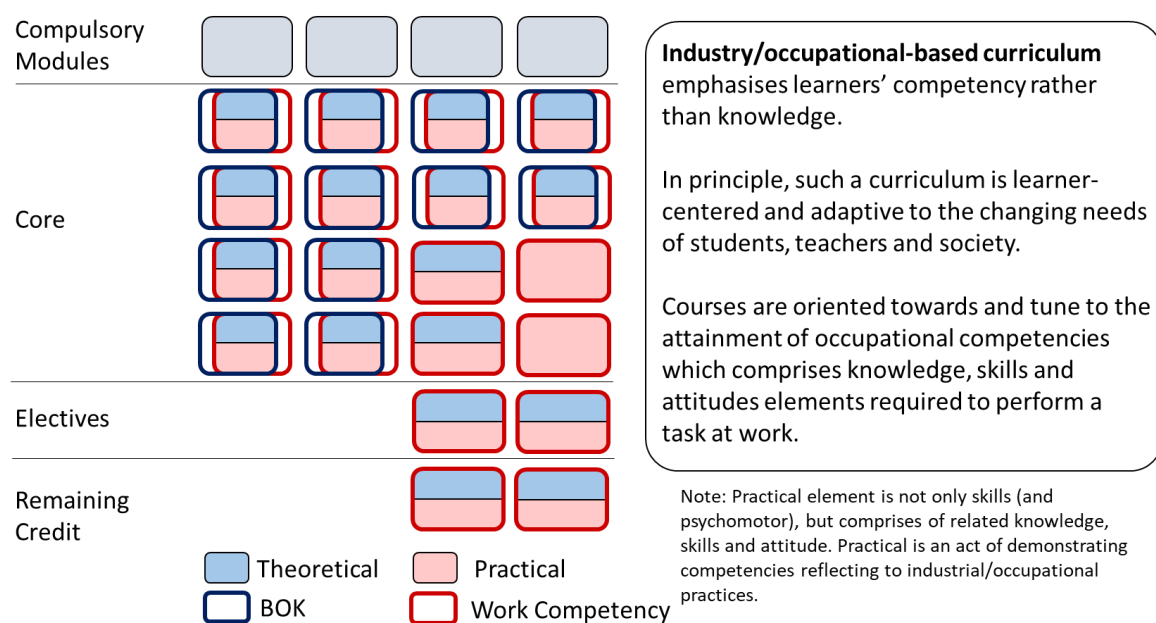 Compulsory
Modules
Core
Electives
Remaining
Credit
Theoretical
Practical
BOK
Work Competency
Industry/occupational-based curriculum
emphasises learners’ competency rather
than knowledge.
In principle, such a curriculum is learner-
centered and adaptive to the changing needs
of students, teachers and society.
Courses are oriented towards and tune to the
attainment of occupational competencies
which comprises knowledge, skills and
attitudes elements required to perform a
task at work.
Note: Practical element is not only skills (and
psychomotor), but comprises of related knowledge,
skills and attitude. Practical is an act of demonstrating
competencies reflecting to industrial/occupational
practices.